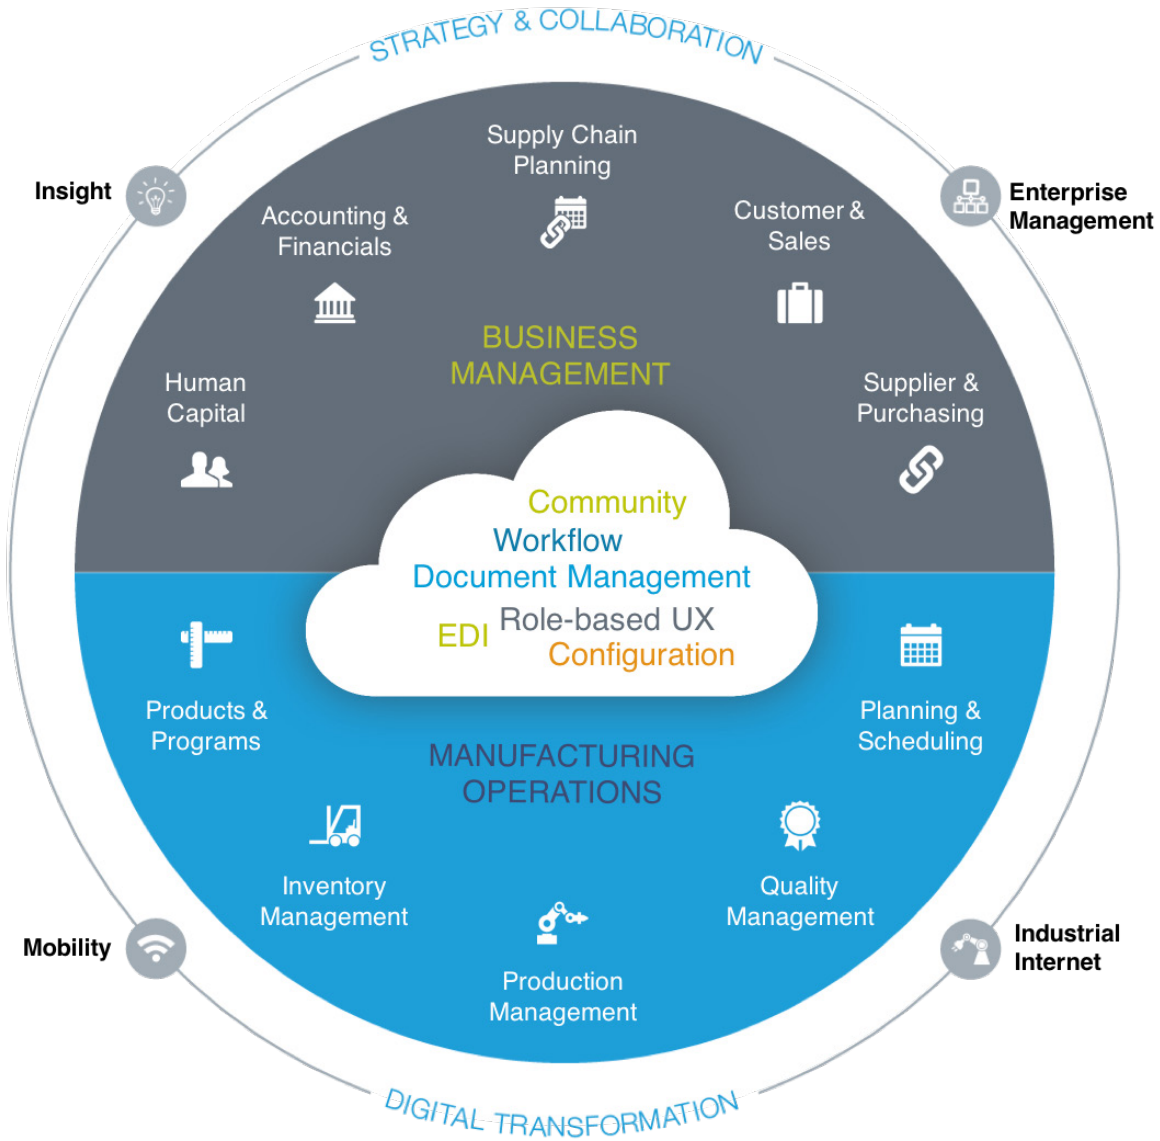 STRATEGY & COLLABORATION
Insight
Enterprise
Management
Supply Chain
Planning
Accounting &
Financials
Customer &
Sales
BUSINESS
MANAGEMENT
Human
Capital
Supplier &
Purchasing
Community
Workflow
Document Management
Role-based UX
EDI
Configuration
Products &
Programs
Planning &
Scheduling
MANUFACTURING
OPERATIONS
Inventory
Management
Quality
Management
Production
Management
Mobility
Industrial
Internet
DIGITAL TRANSFORMATION